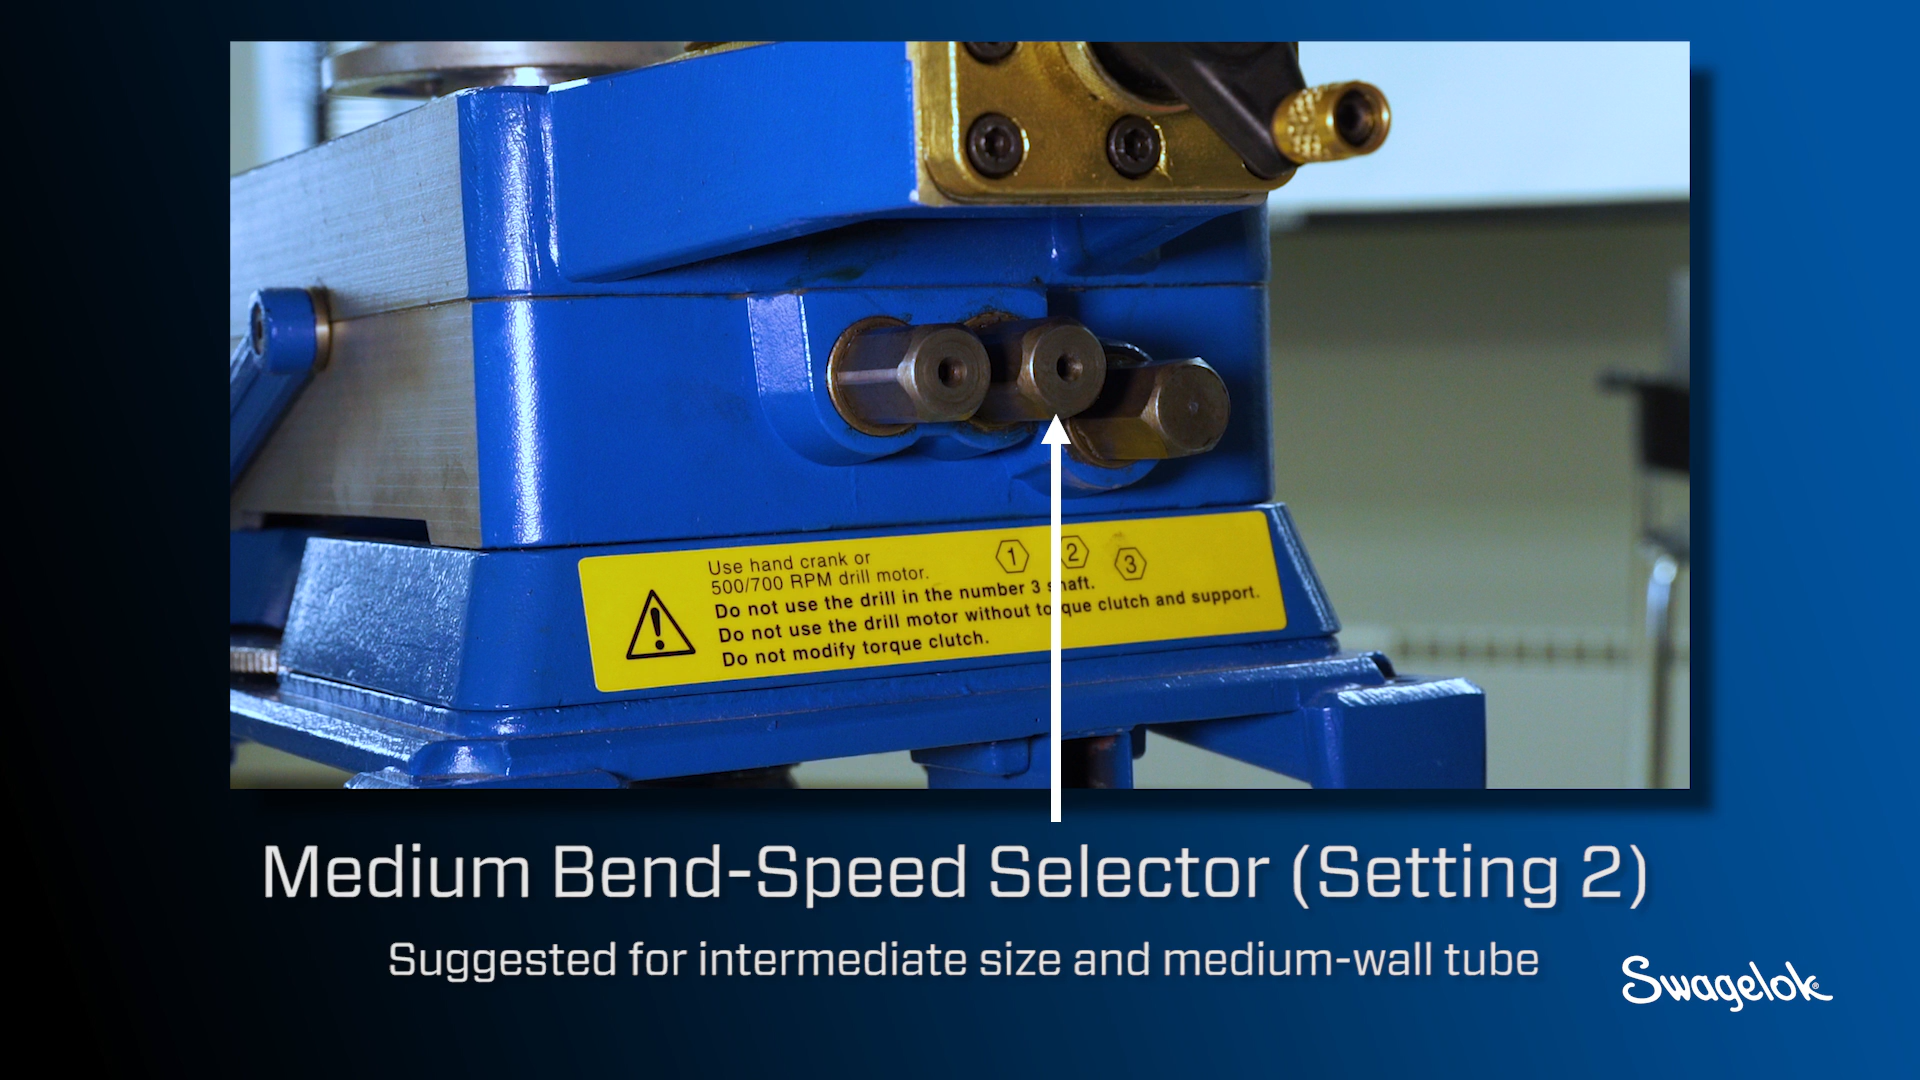 Use hand crank or
500/700 RPM drill motor.
1 2 3
Do not use the drill in the number 3 shaft.
Do not use the drill motor without torque clutch and support.
Do not modify torque clutch.
Medium Bend-Speed Selector (Setting 2)
Suggested for intermediate size and medium-wall tube
Swagelok